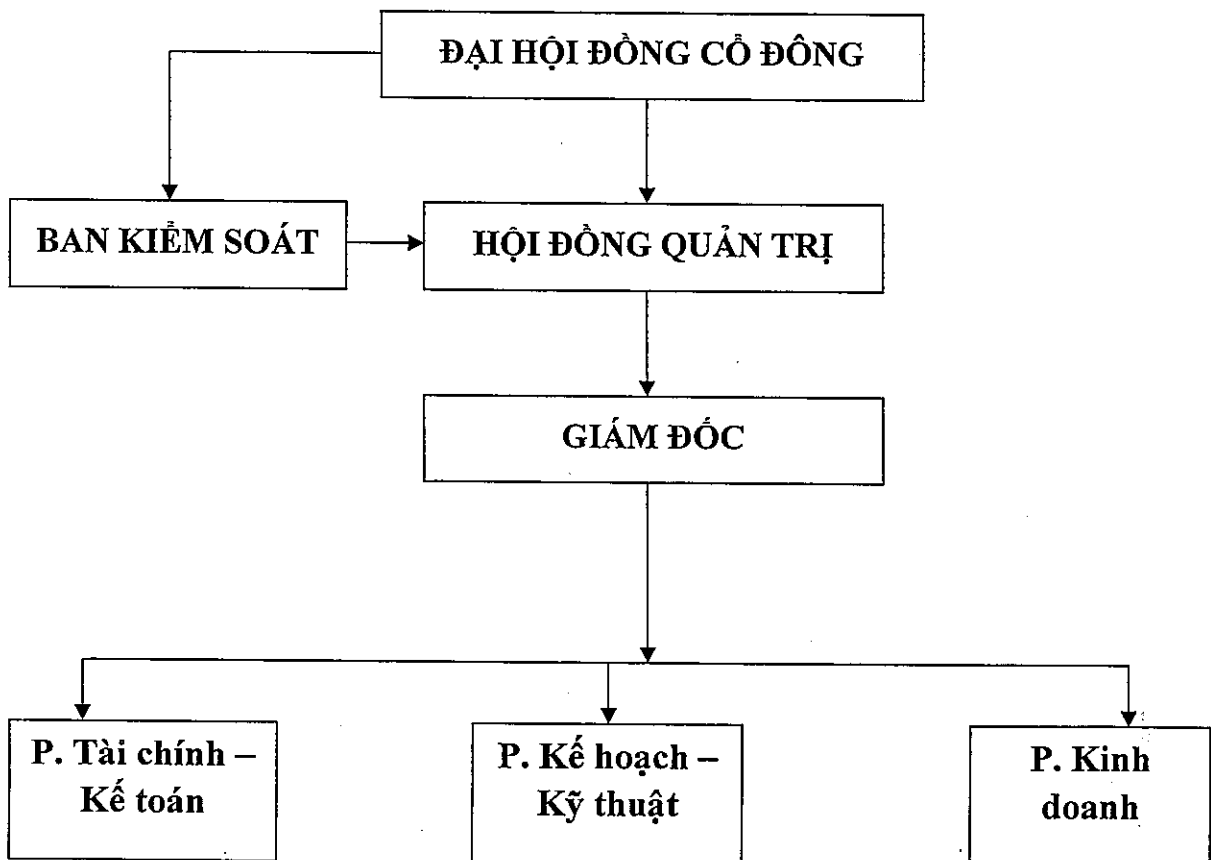 ĐẠI HỘI ĐỒNG CỔ ĐÔNG
BAN KIỂM SOÁT
HỘI ĐỒNG QUẢN TRỊ
GIÁM ĐỐC
P. Tài chính –
Kế toán
P. Kế hoạch –
Kỹ thuật
P. Kinh
doanh